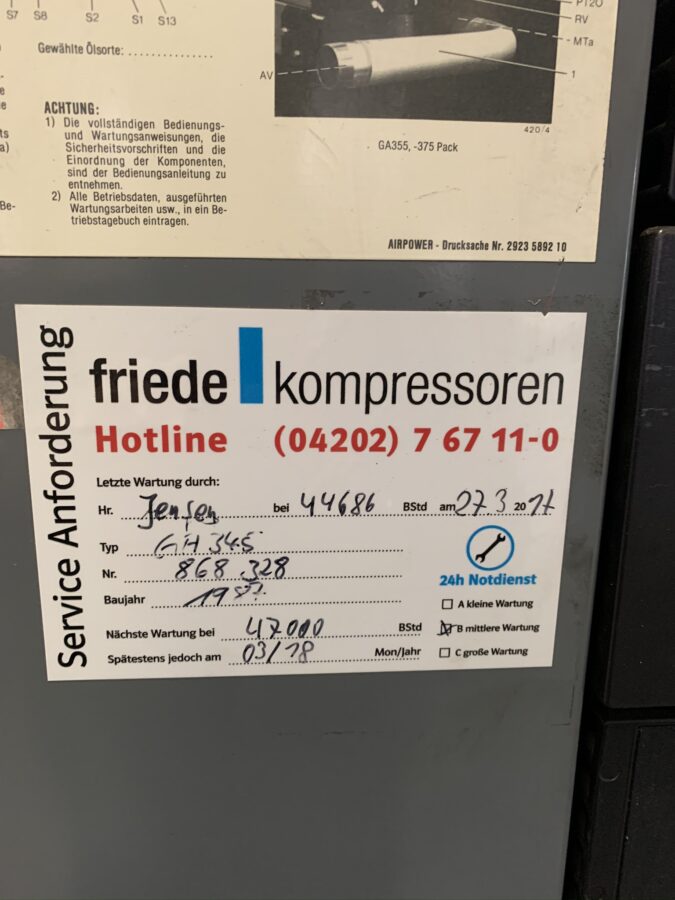 S7 S8 S2 S1 S13
PT20
RV
MTa
Gewählte Ölsorte:
AV
1
420/4
GA355, -375 Pack
ACHTUNG:
1) Die vollständigen Bedienungs-
und Wartungsanweisungen, die
Sicherheitsvorschriften und die
Einordnung der Komponenten,
sind der Bedienungsanleitung zu
entnehmen.
2) Alle Betriebsdaten, ausgeführten
Wartungsarbeiten usw., in ein Be-
triebstagebuch eintragen.
ts
a)
Be-
AIRPOWER - Drucksache Nr. 2923 5892 10
Service Anforderung
friede kompressoren
Hotline (04202) 7 67 11-0
Letzte Wartung durch:
Hr. Jensen bei 44686 BStd am 27.3 2017
Typ 345
Nr. 868.328
Baujahr
24h Notdienst
A kleine Wartung
Nächste Wartung bei 47000 BStd
B mittlere Wartung
Spätestens jedoch am 03/18 Mon/Jahr
C große Wartung